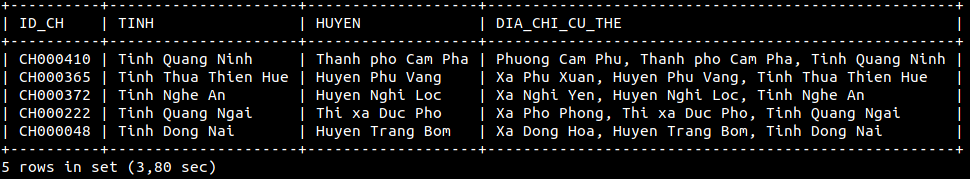 +----------+---------------------+-------------------+---------------------------------------------------+
| ID_CH    | TINH                | HUYEN             | DIA_CHI_CU_THE                                    |
+----------+---------------------+-------------------+---------------------------------------------------+
| CH000410 | Tinh Quang Ninh     | Thanh pho Cam Pha | Phuong Cam Phu, Thanh pho Cam Pha, Tinh Quang Ninh |
| CH000365 | Tinh Thua Thien Hue | Huyen Phu Vang    | Xa Phu Xuan, Huyen Phu Vang, Tinh Thua Thien Hue  |
| CH000372 | Tinh Nghe An        | Huyen Nghi Loc    | Xa Nghi Yen, Huyen Nghi Loc, Tinh Nghe An         |
| CH000222 | Tinh Quang Ngai     | Thi xa Duc Pho    | Xa Pho Phong, Thi xa Duc Pho, Tinh Quang Ngai     |
| CH000048 | Tinh Dong Nai       | Huyen Trang Bom   | Xa Dong Hoa, Huyen Trang Bom, Tinh Dong Nai       |
+----------+---------------------+-------------------+---------------------------------------------------+
5 rows in set (3,80 sec)